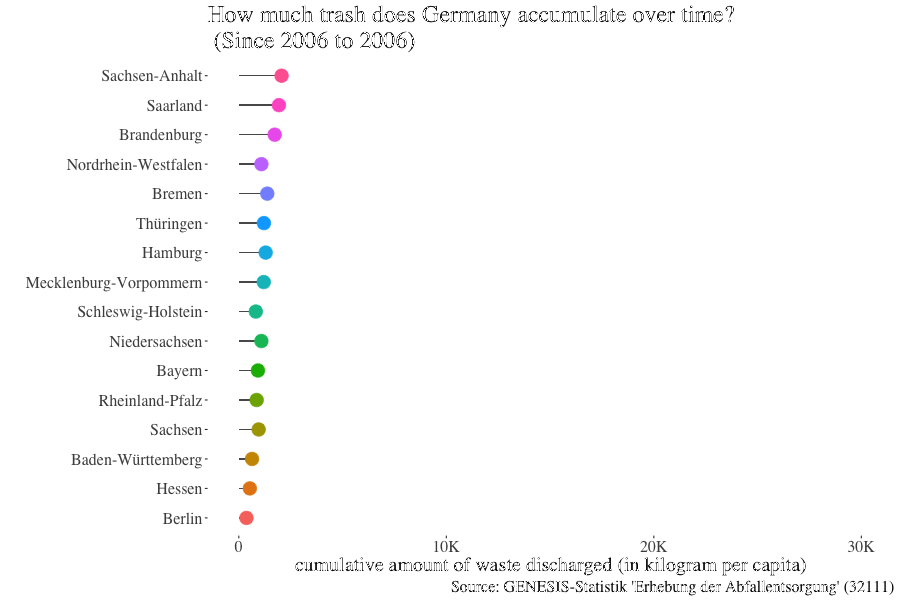 How much trash does Germany accumulate over time?
(Since 2006 to 2006)
Sachsen-Anhalt
Saarland
Brandenburg
Nordrhein-Westfalen
Bremen
Thüringen
Hamburg
Mecklenburg-Vorpommern
Schleswig-Holstein
Niedersachsen
Bayern
Rheinland-Pfalz
Sachsen
Baden-Württemberg
Hessen
Berlin
0 10K 20K 30K
cumulative amount of waste discharged (in kilogram per capita)
Source: GENESIS-Statistik 'Erhebung der Abfallentsorgung' (32111)